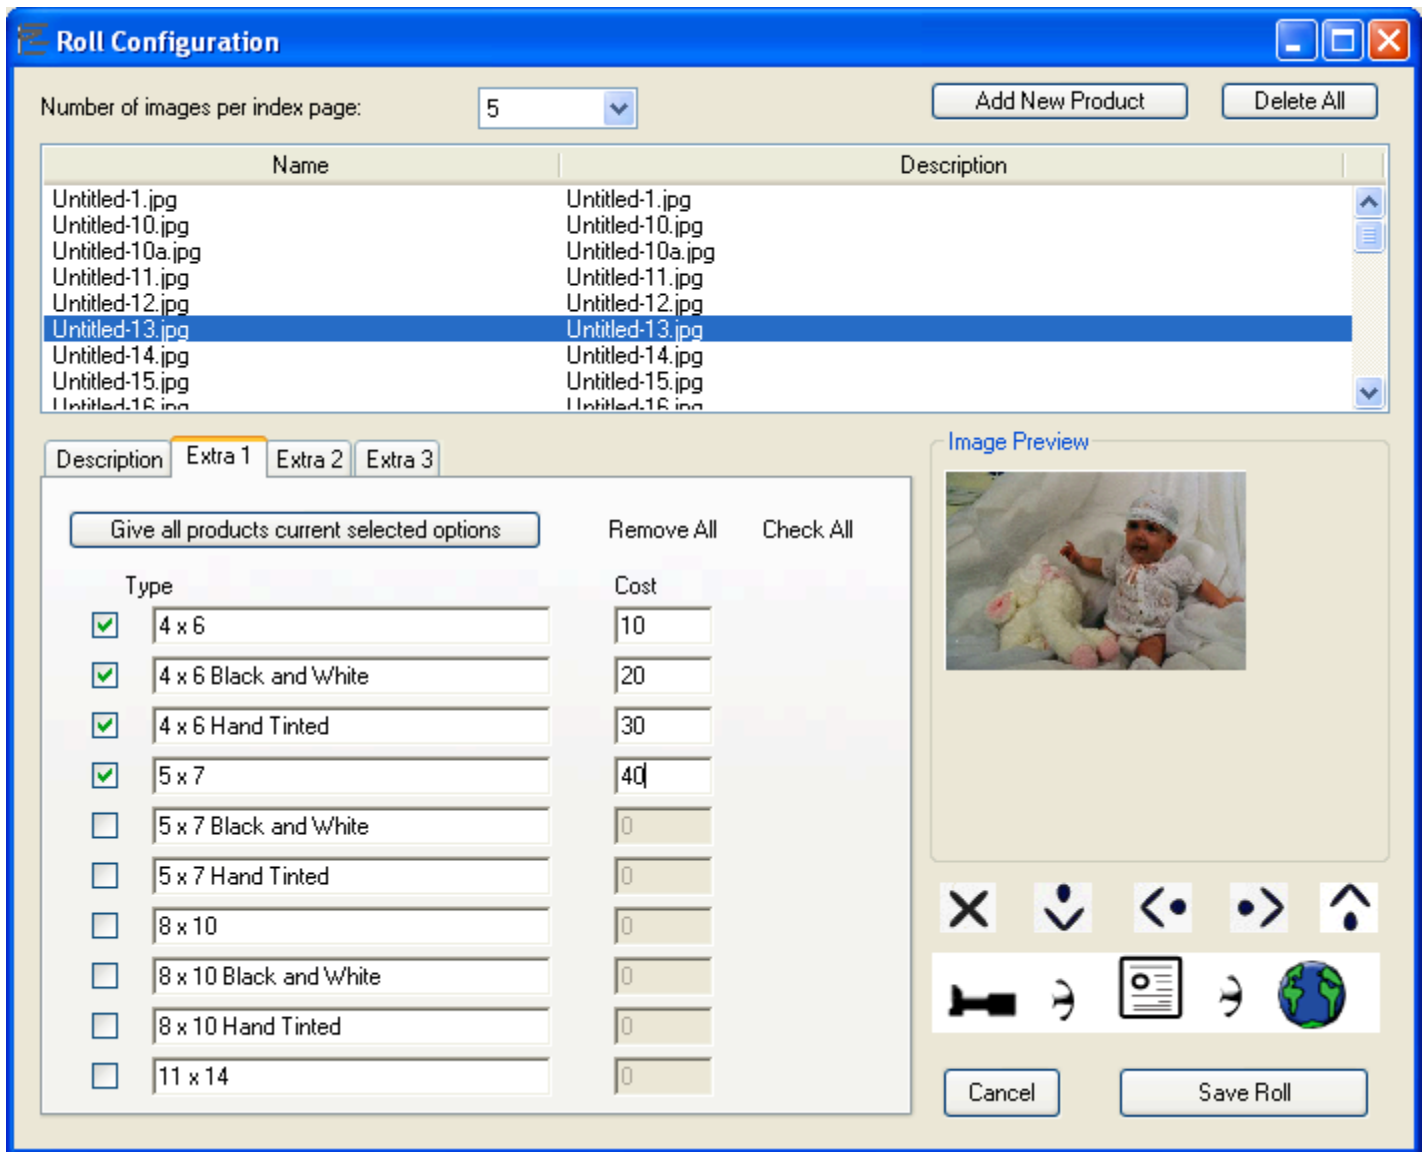 Roll Configuration
Number of images per index page: 5 Add New Product Delete All
Name Description
Untitled-1.jpg Untitled-1.jpg
Untitled-10.jpg Untitled-10.jpg
Untitled-10a.jpg Untitled-10a.jpg
Untitled-11.jpg Untitled-11.jpg
Untitled-12.jpg Untitled-12.jpg
Untitled-13.jpg Untitled-13.jpg
Untitled-14.jpg Untitled-14.jpg
Untitled-15.jpg Untitled-15.jpg
Untitled-16.jpg Untitled-16.jpg
Description Extra 1 Extra 2 Extra 3
Image Preview
Give all products current selected options Remove All Check All
Type Cost
4 x 6 10
4 x 6 Black and White 20
4 x 6 Hand Tinted 30
5 x 7 40
5 x 7 Black and White 0
5 x 7 Hand Tinted 0
8 x 10 0
8 x 10 Black and White 0
8 x 10 Hand Tinted 0
11 x 14 0
Cancel Save Roll